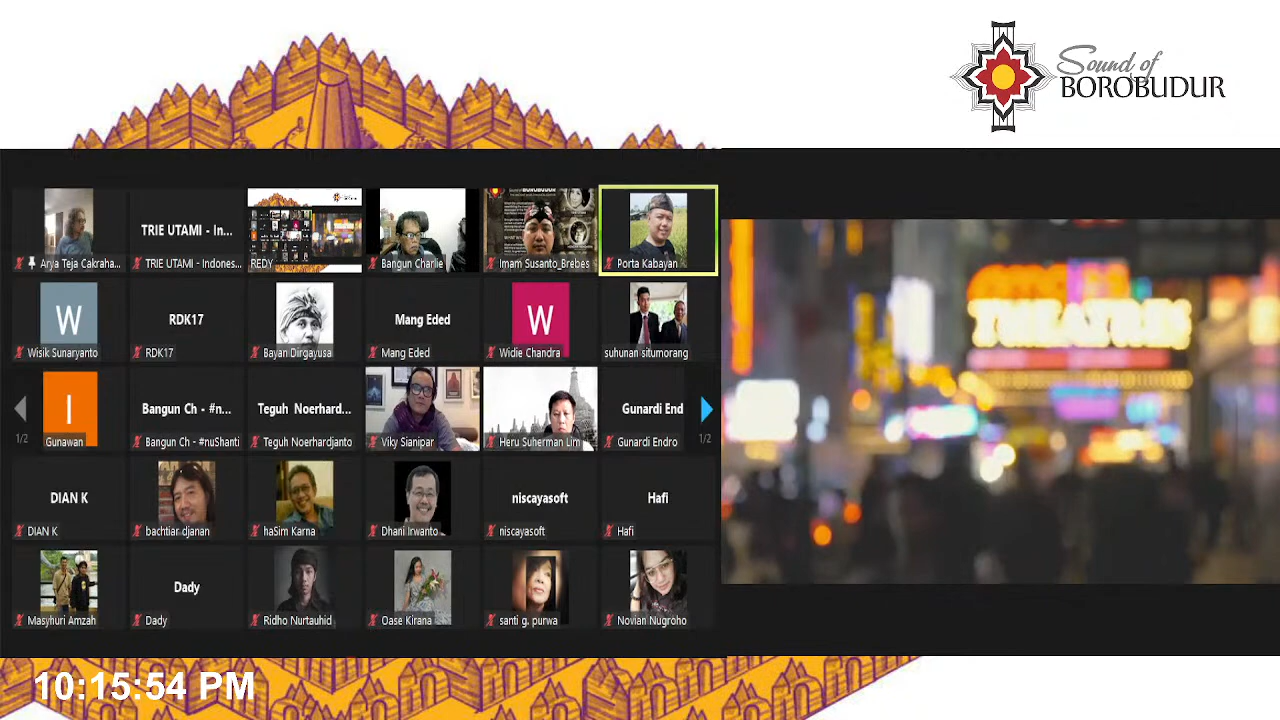 Sound of
BOROBUDUR
Arya Teja Cakraha...
TRIE UTAMI - In...
TRIE UTAMI - Indones...
REDY
Bangun Charlie
Imam Susanto_Brebes
Porta Kabayan
W
Wisik Sunaryanto
RDK17
RDK17
Bayan Dirgayusa
Mang Eded
Mang Eded
W
Widie Chandra
suhunan situmorang
I
Gunawan
Bangun Ch - #n...
Bangun Ch - #nuShanti
Teguh Noerhard...
Teguh Noerhardjanto
Viky Sianipar
Heru Suherman Lim
Gunardi End
Gunardi Endro
1/2
1/2
DIAN K
DIAN K
bachtiar djanan
haSim Karna
Dhani Irwanto
niscayasoft
niscayasoft
Hafi
Hafi
Masyhuri Amzah
Dady
Dady
Ridho Nurtauhid
Oase Kirana
santi g. purwa
Novian Nugroho
THEATRES
10:15:54 PM